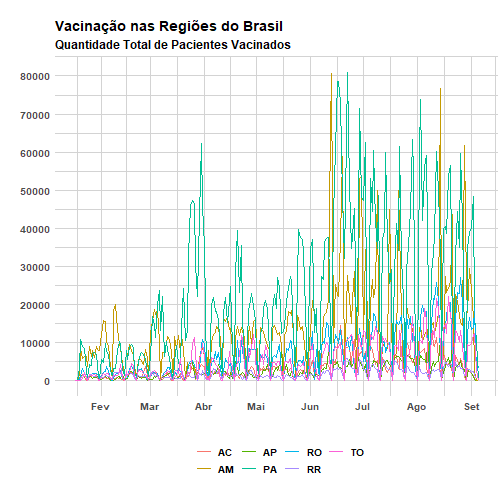 Vacinação nas Regiões do Brasil
Quantidade Total de Pacientes Vacinados
80000
70000
60000
50000
40000
30000
20000
10000
0
Fev Mar Abr Mai Jun Jul Ago Set
AC AP RO TO
AM PA RR